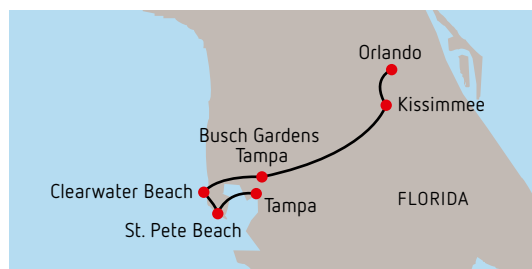 Orlando
Kissimmee
Busch Gardens
Tampa
Clearwater Beach
Tampa
FLORIDA
St. Pete Beach